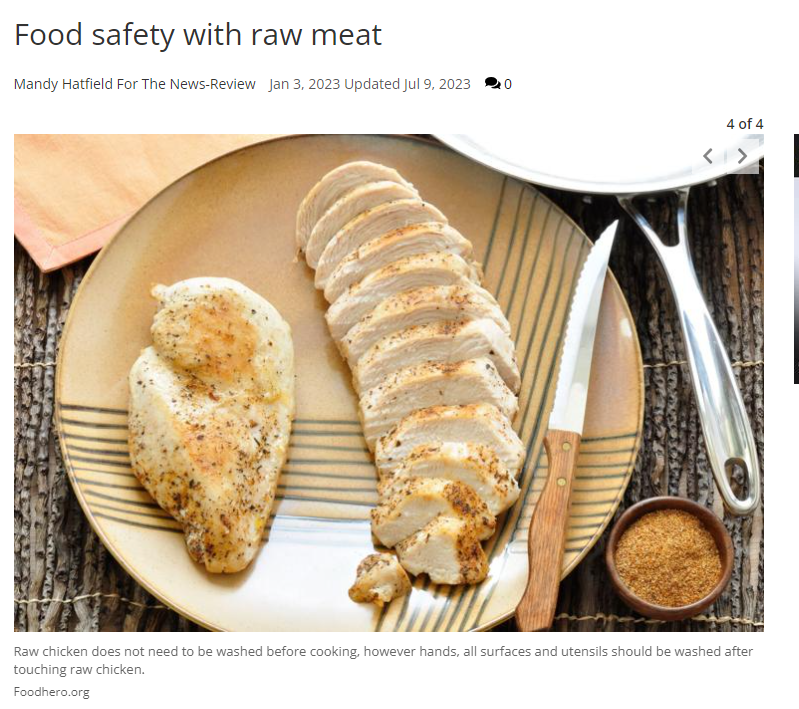 Food safety with raw meat
Mandy Hatfield For The News-Review Jan 3, 2023 Updated Jul 9, 2023 0
4 of 4
Raw chicken does not need to be washed before cooking, however hands, all surfaces and utensils should be washed after
touching raw chicken.
Foodhero.org